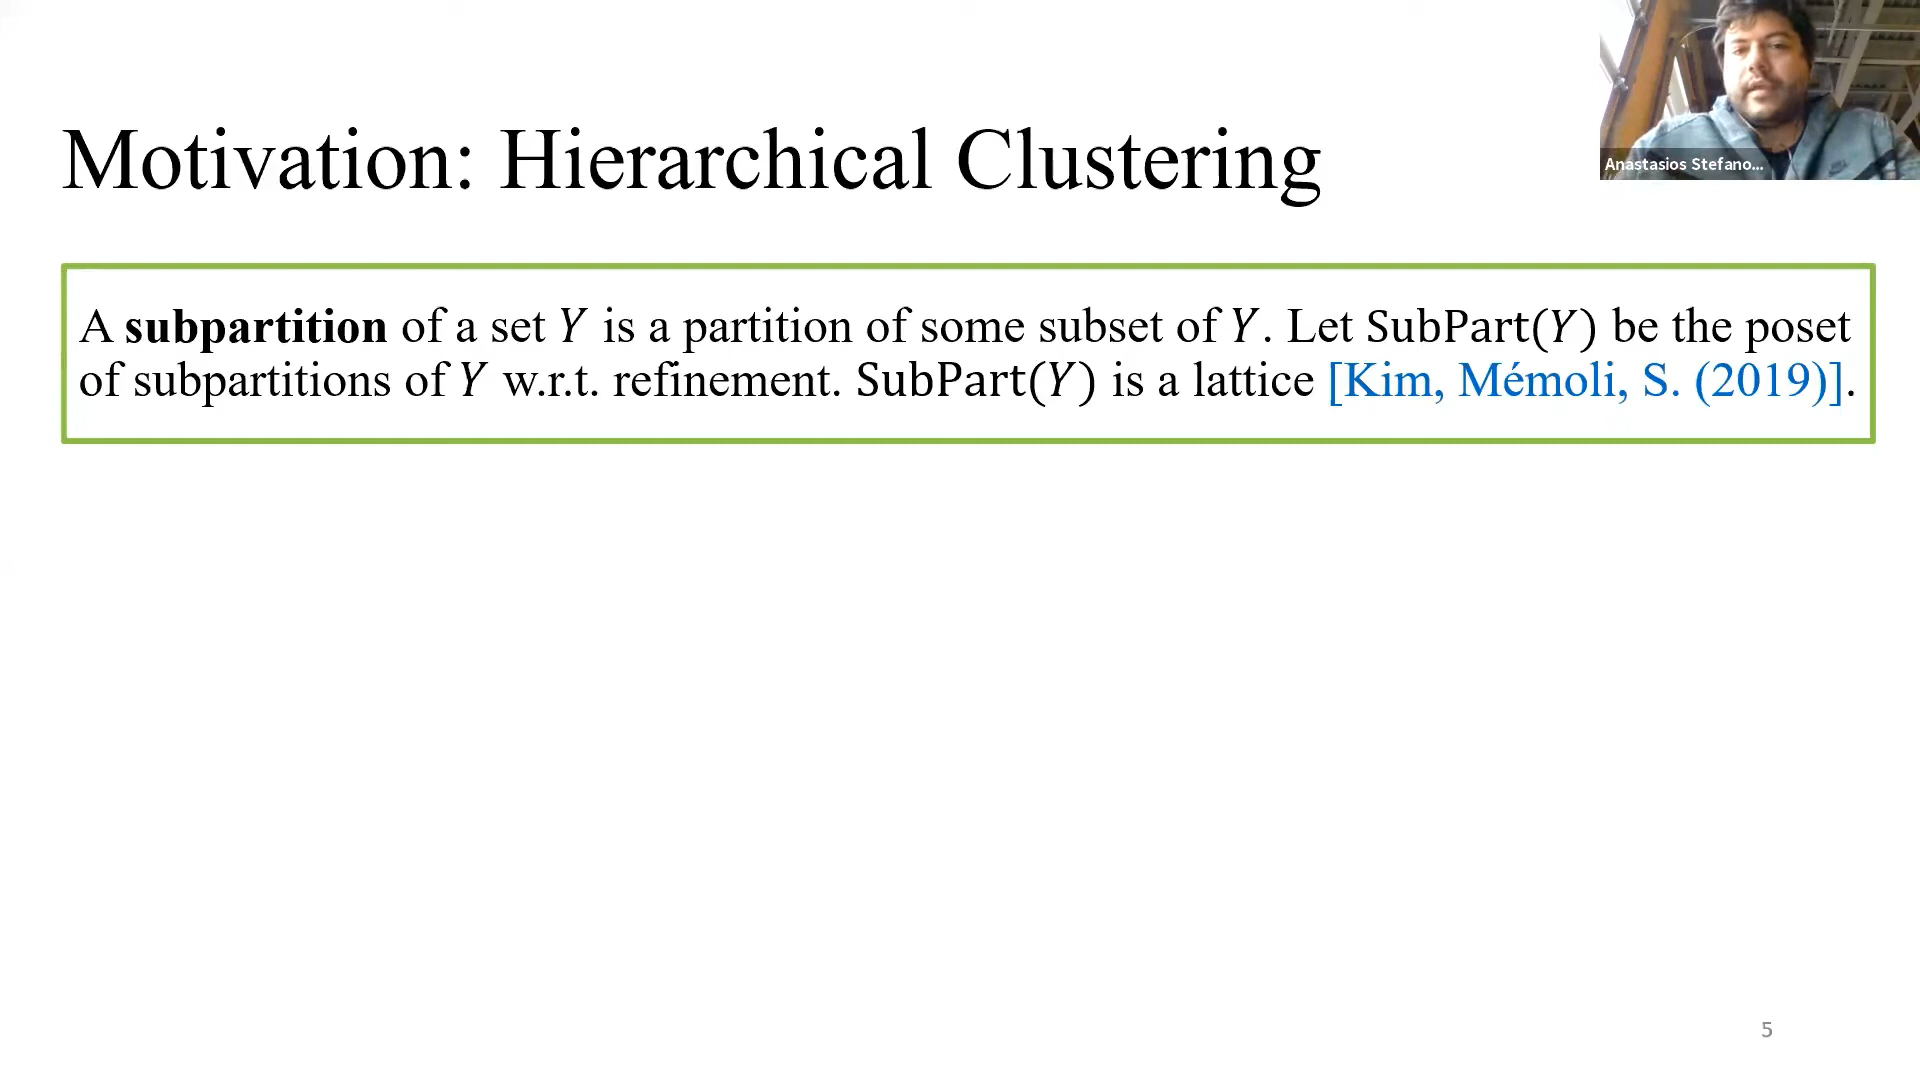 Anastasios Stefano...
Motivation: Hierarchical Clustering
A subpartition of a set Y is a partition of some subset of Y. Let SubPart(Y) be the poset
of subpartitions of Y w.r.t. refinement. SubPart(Y) is a lattice [Kim, Mémoli, S. (2019)].
5